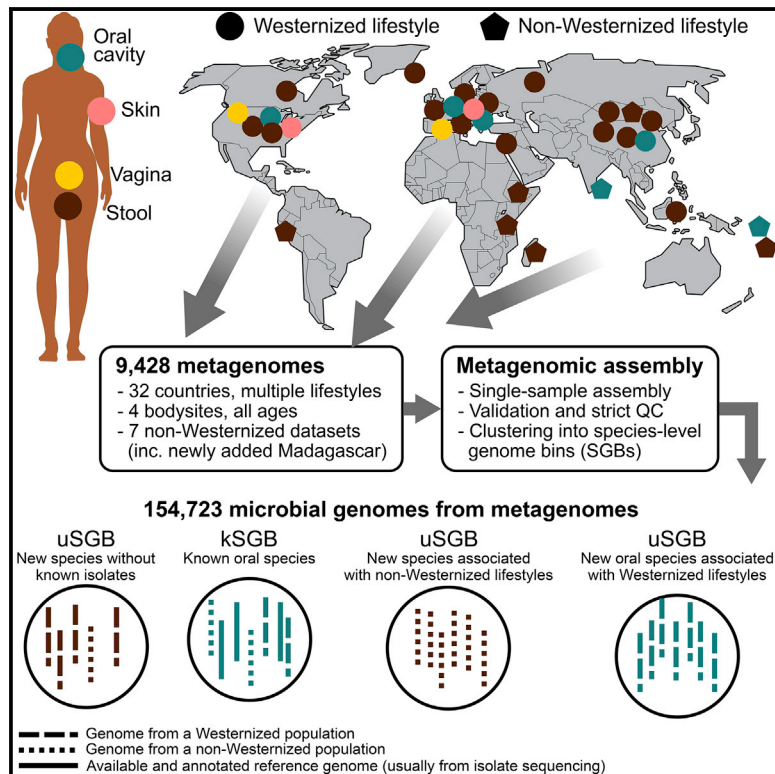 Westernized lifestyle
Non-Westernized lifestyle
Oral
cavity
Skin
Vagina
Stool
9,428 metagenomes
- 32 countries, multiple lifestyles
- 4 bodysites, all ages
- 7 non-Westernized datasets
(inc. newly added Madagascar)
Metagenomic assembly
- Single-sample assembly
- Validation and strict QC
- Clustering into species-level
genome bins (SGBs)
154,723 microbial genomes from metagenomes
uSGB
New species without
known isolates
kSGB
Known oral species
uSGB
New species associated
with non-Westernized lifestyles
uSGB
New oral species associated
with Westernized lifestyles
Genome from a Westernized population
Genome from a non-Westernized population
Available and annotated reference genome (usually from isolate sequencing)